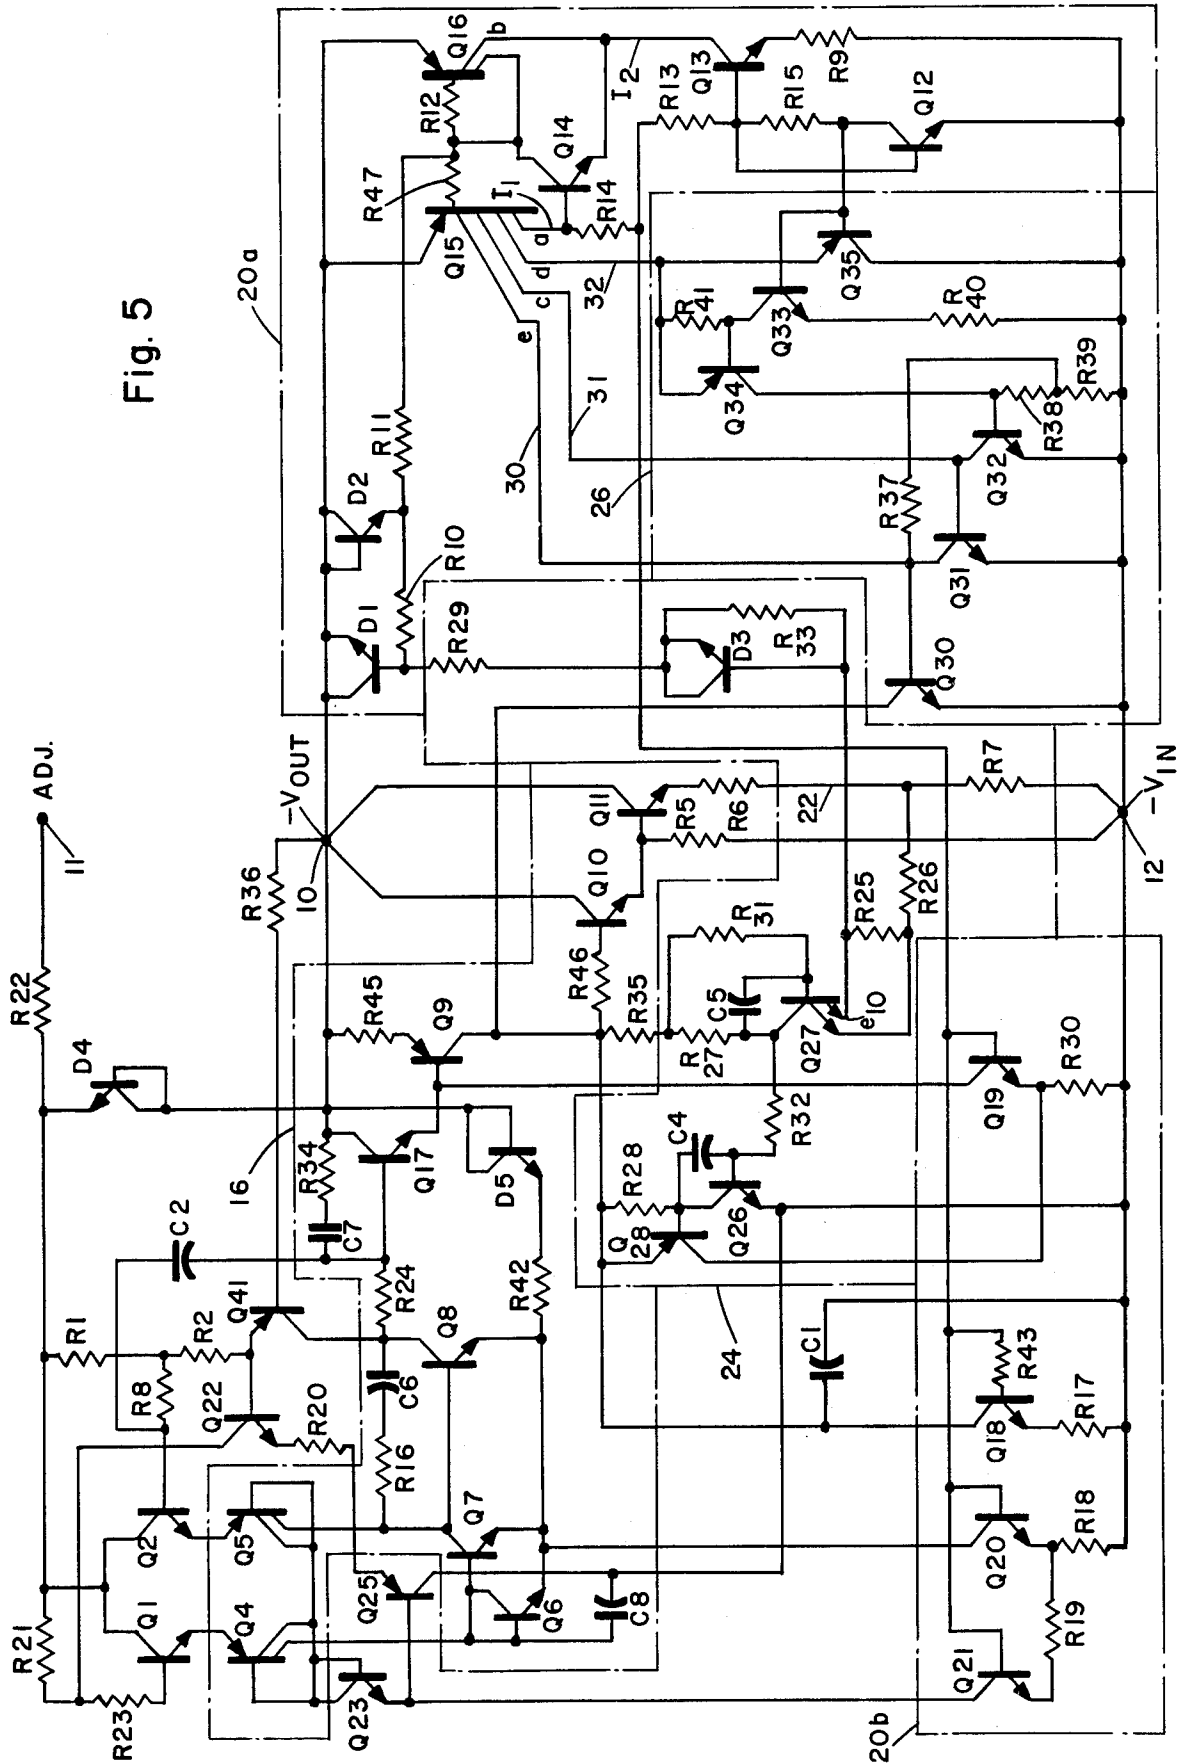 Fig. 5
20a
ADJ.
11
R22
D4
R1
R21
R23
Q1
Q2
R8
R2
C2
Q22
Q41
R20
R36
-VOUT
10
16
R34
C7
R45
Q17
Q9
D5
R24
R42
Q5
Q4
Q25
Q23
R16
C6
Q8
Q7
Q6
C8
D1
D2
R10
R11
R29
R47
R12
Q16
b
Q15
I1
a
d
c
e
Q14
R14
I2
30
31
32
R13
Q13
R15
R9
Q12
26
R41
Q34
Q33
Q35
R40
R37
Q32
R38
R39
Q31
Q30
D3
R33
Q10
Q11
R46
R5
R6
22
R7
-VIN
12
R35
R31
R27
C5
Q27
e10
R25
R26
R28
C4
Q28
Q26
R32
24
C1
Q19
R30
R43
Q18
R17
Q20
R18
R19
Q21
20b